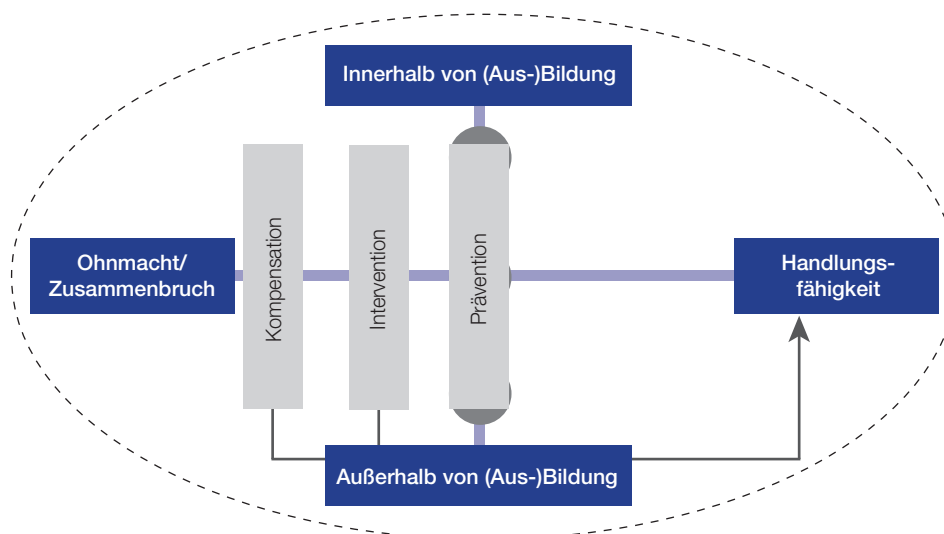 Innerhalb von (Aus-)Bildung
Kompensation
Intervention
Prävention
Ohnmacht/
Zusammenbruch
Handlungs-
fähigkeit
Außerhalb von (Aus-)Bildung